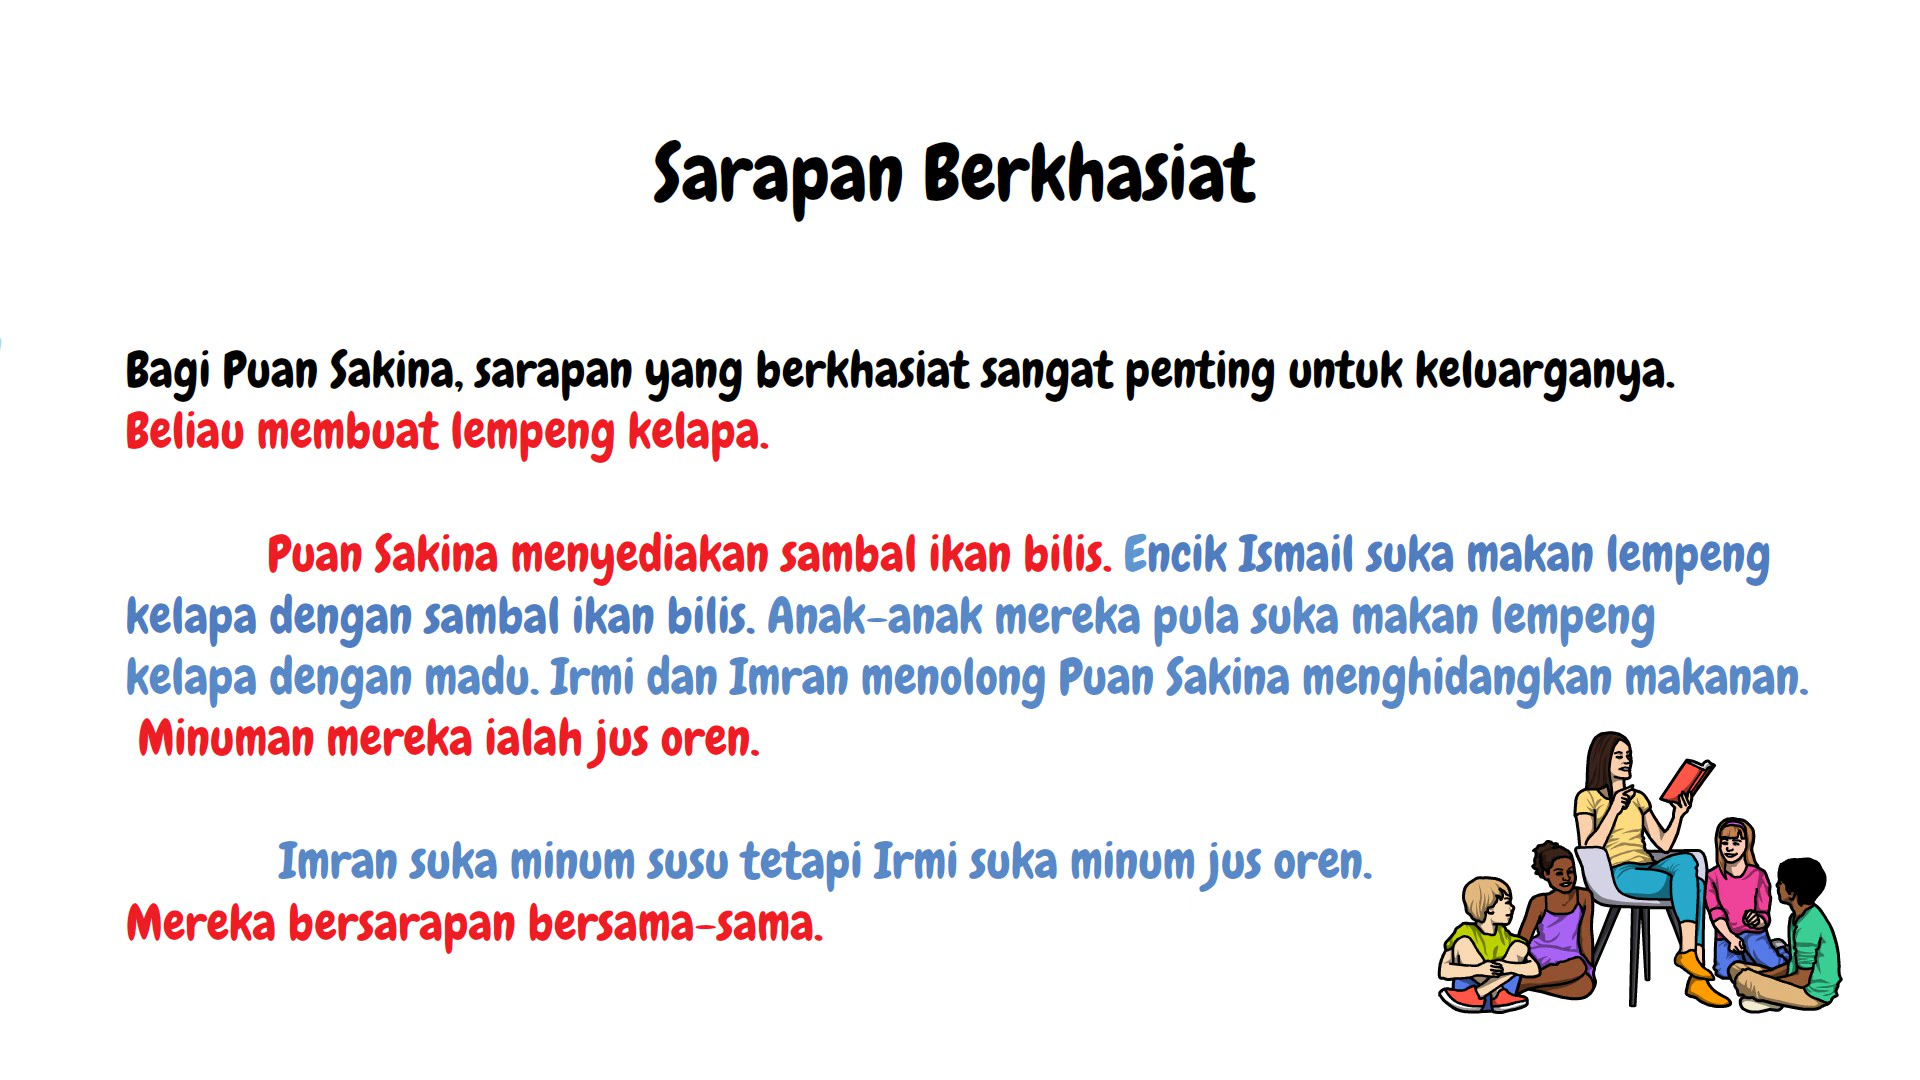 Sarapan Berkhasiat
Bagi Puan Sakina, sarapan yang berkhasiat sangat penting untuk keluarganya.
Beliau membuat lempeng kelapa.
Puan Sakina menyediakan sambal ikan bilis. Encik Ismail suka makan lempeng
kelapa dengan sambal ikan bilis. Anak-anak mereka pula suka makan lempeng
kelapa dengan madu. Irmi dan Imran menolong Puan Sakina menghidangkan makanan.
Minuman mereka ialah jus oren.
Imran suka minum susu tetapi Irmi suka minum jus oren.
Mereka bersarapan bersama-sama.